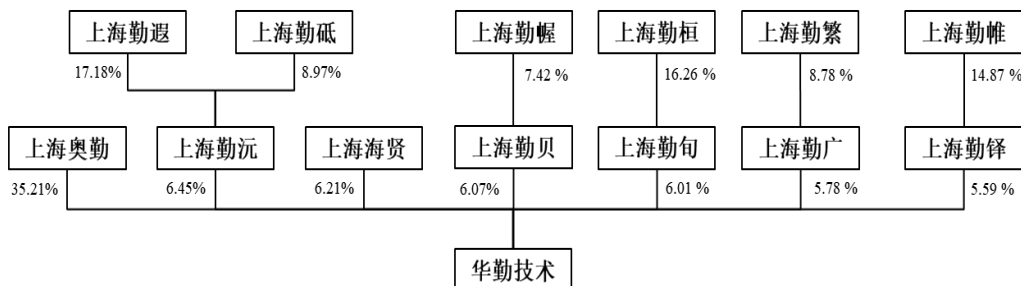 上海勤遐
上海勤砥
上海勤幄
上海勤桓
上海勤繁
上海勤帷
17.18%
8.97%
7.42 %
16.26 %
8.78 %
14.87 %
上海奥勤
上海勤沅
上海海贤
上海勤贝
上海勤旬
上海勤广
上海勤铎
35.21%
6.45%
6.21%
6.07%
6.01 %
5.78 %
5.59 %
华勤技术